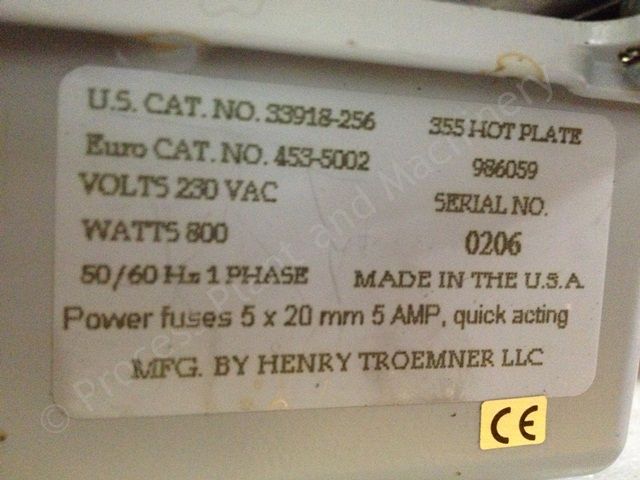 U.S. CAT. NO. 33918-256
Euro CAT. NO. 453-5002
VOLTS 230 VAC
WATTS 800
50/60 Hz 1 PHASE
355 HOT PLATE
986059
SERIAL NO.
0206
MADE IN THE U.S.A
Power fuses 5 x 20 mm 5 AMP, quick acting
MFG. BY HENRY TROEMNER LLC
CE
© Process Plant and Machinery